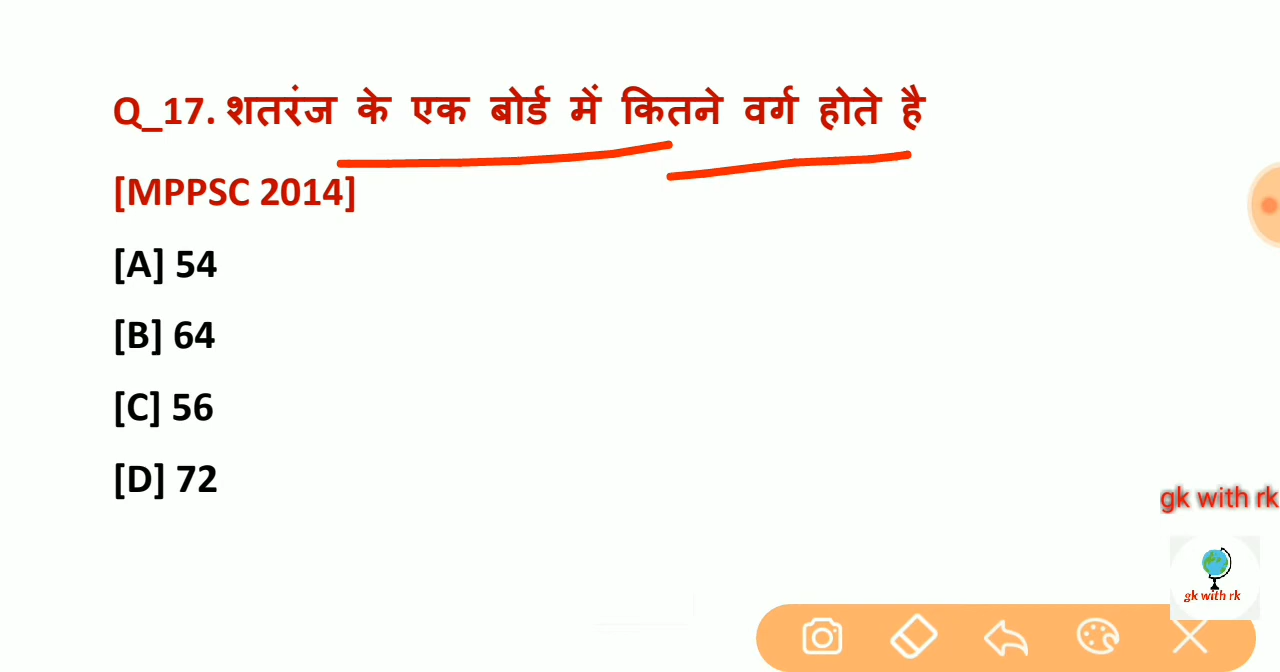 Q_17. शतरंज के एक बोर्ड में कितने वर्ग होते है
[MPPSC 2014]
[A] 54
[B] 64
[C] 56
[D] 72
gk with rk
gk with rk